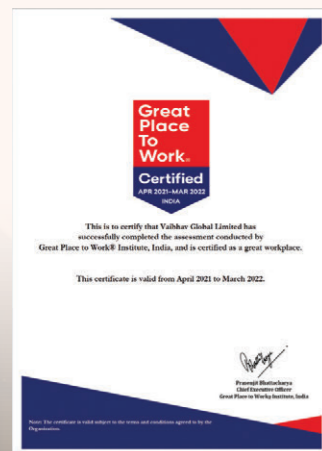 Great
Place
To
Work®
Certified
APR 2021-MAR 2022
INDIA
This is to certify that Vaibhav Global Limited has
successfully completed the assessment conducted by
Great Place to Work® Institute, India, and is certified as a great workplace.
This certificate is valid from April 2021 to March 2022.
Prasenjit Bhattacharya
Chief Executive Officer
Great Place to Work® Institute, India
Note: The certificate is valid subject to the terms and conditions agreed to by the
Organization.